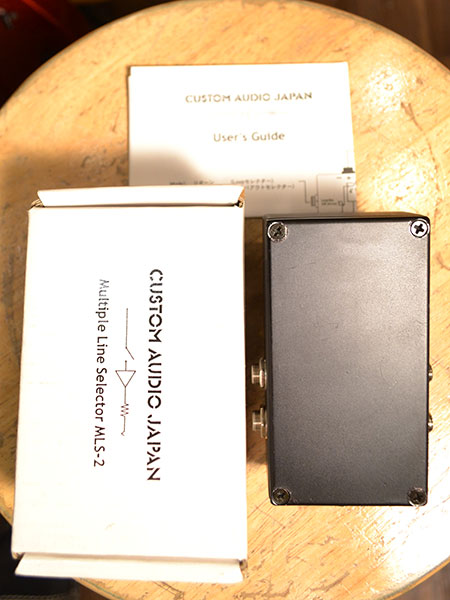 CUSTOM AUDIO JAPAN
User's Guide
CUSTOM AUDIO JAPAN
Multiple Line Selector MLS-2